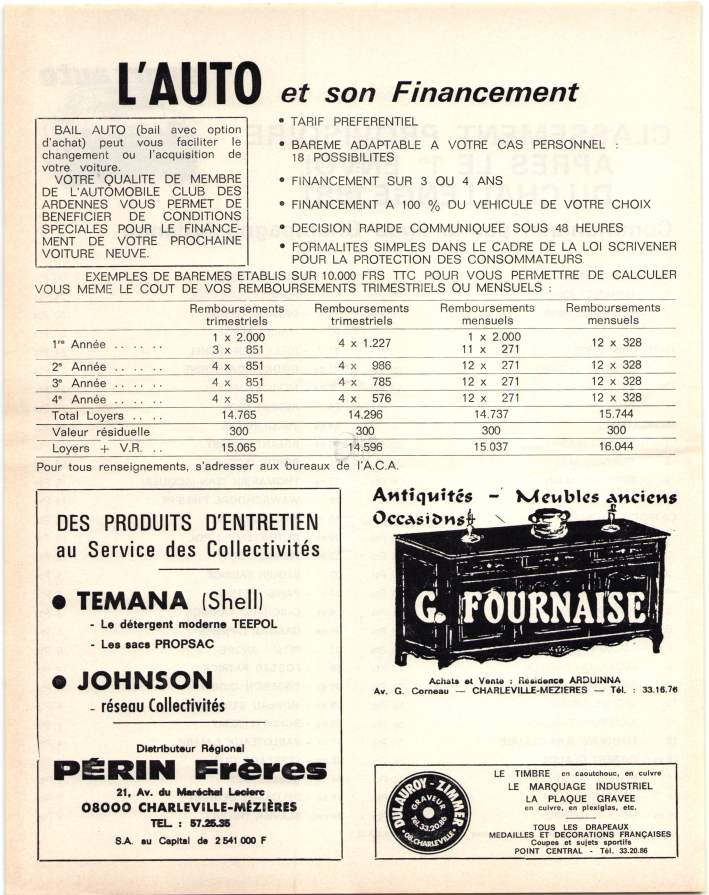 L'AUTO et son Financement
BAIL AUTO (bail avec option
d'achat) peut vous faciliter le
changement ou l'acquisition de
votre voiture.
VOTRE QUALITE DE MEMBRE
DE L'AUTOMOBILE CLUB DES
ARDENNES VOUS PERMET DE
BENEFICIER DE CONDITIONS
SPECIALES POUR LE FINANCE-
MENT DE VOTRE PROCHAINE
VOITURE NEUVE.
• TARIF PREFERENTIEL
• BAREME ADAPTABLE A VOTRE CAS PERSONNEL :
18 POSSIBILITES
• FINANCEMENT SUR 3 OU 4 ANS
• FINANCEMENT A 100 % DU VEHICULE DE VOTRE CHOIX
• DECISION RAPIDE COMMUNIQUEE SOUS 48 HEURES
• FORMALITES SIMPLES DANS LE CADRE DE LA LOI SCRIVENER
POUR LA PROTECTION DES CONSOMMATEURS
EXEMPLES DE BAREMES ETABLIS SUR 10.000 FRS TTC POUR VOUS PERMETTRE DE CALCULER
VOUS MEME LE COUT DE VOS REMBOURSEMENTS TRIMESTRIELS OU MENSUELS :
Remboursements Remboursements Remboursements Remboursements
trimestriels trimestriels mensuels mensuels
1re Année .. .. .. 1 x 2.000 4 x 1.227 1 x 2.000 12 x 328
3 x 851 11 x 271
2e Année .. .. .. 4 x 851 4 x 986 12 x 271 12 x 328
3e Année .. .. .. 4 x 851 4 x 785 12 x 271 12 x 328
4e Année .. .. .. 4 x 851 4 x 576 12 x 271 12 x 328
Total Loyers .. .. 14.765 14.296 14.737 15.744
Valeur résiduelle 300 300 300 300
Loyers + V.R. .. 15.065 14.596 15.037 16.044
Pour tous renseignements, s'adresser aux bureaux de l'A.C.A.
DES PRODUITS D'ENTRETIEN
au Service des Collectivités
• TEMANA (Shell)
- Le détergent moderne TEEPOL
- Les sacs PROPSAC
• JOHNSON
- réseau Collectivités
Distributeur Régional
PÉRIN Frères
21, Av. du Maréchal Leclerc
08000 CHARLEVILLE-MÉZIÈRES
TEL. : 57.25.35
S.A. au Capital de 2 541 000 F
Antiquités - Meubles anciens
Occasions
G. FOURNAISE
Achats et Vente : Résidence ARDUINNA
Av. G. Corneau — CHARLEVILLE-MEZIERES — Tél. : 33.16.76
DULAUROY - ZIMMER
GRAVEUR
Tél. 33.20.86
• 08.CHARLEVILLE •
LE TIMBRE en caoutchouc, en cuivre
LE MARQUAGE INDUSTRIEL
LA PLAQUE GRAVEE
en cuivre, en plexiglas, etc.
TOUS LES DRAPEAUX
MEDAILLES ET DECORATIONS FRANÇAISES
Coupes et sujets sportifs
POINT CENTRAL - Tél. 33.20.86